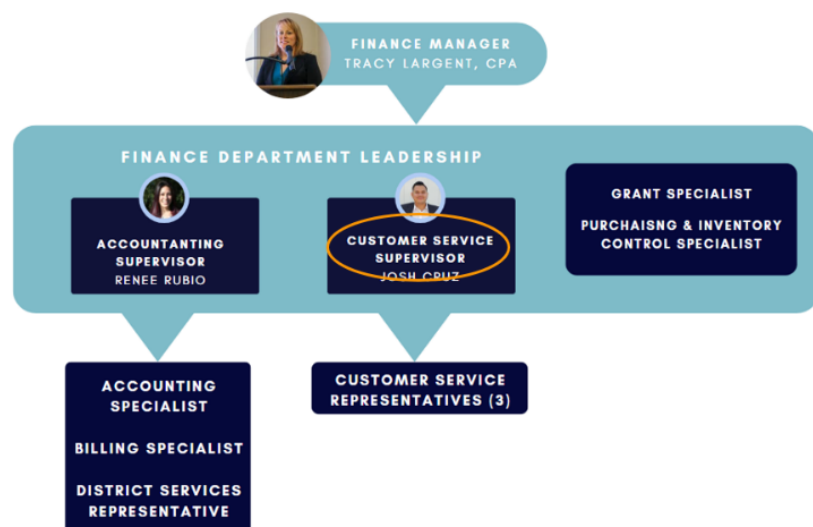 FINANCE MANAGER
TRACY LARGENT, CPA
FINANCE DEPARTMENT LEADERSHIP
ACCOUNTANTING
SUPERVISOR
RENEE RUBIO
CUSTOMER SERVICE
SUPERVISOR
JOSH CRUZ
GRANT SPECIALIST
PURCHAISNG & INVENTORY
CONTROL SPECIALIST
ACCOUNTING
SPECIALIST
BILLING SPECIALIST
DISTRICT SERVICES
REPRESENTATIVE
CUSTOMER SERVICE
REPRESENTATIVES (3)